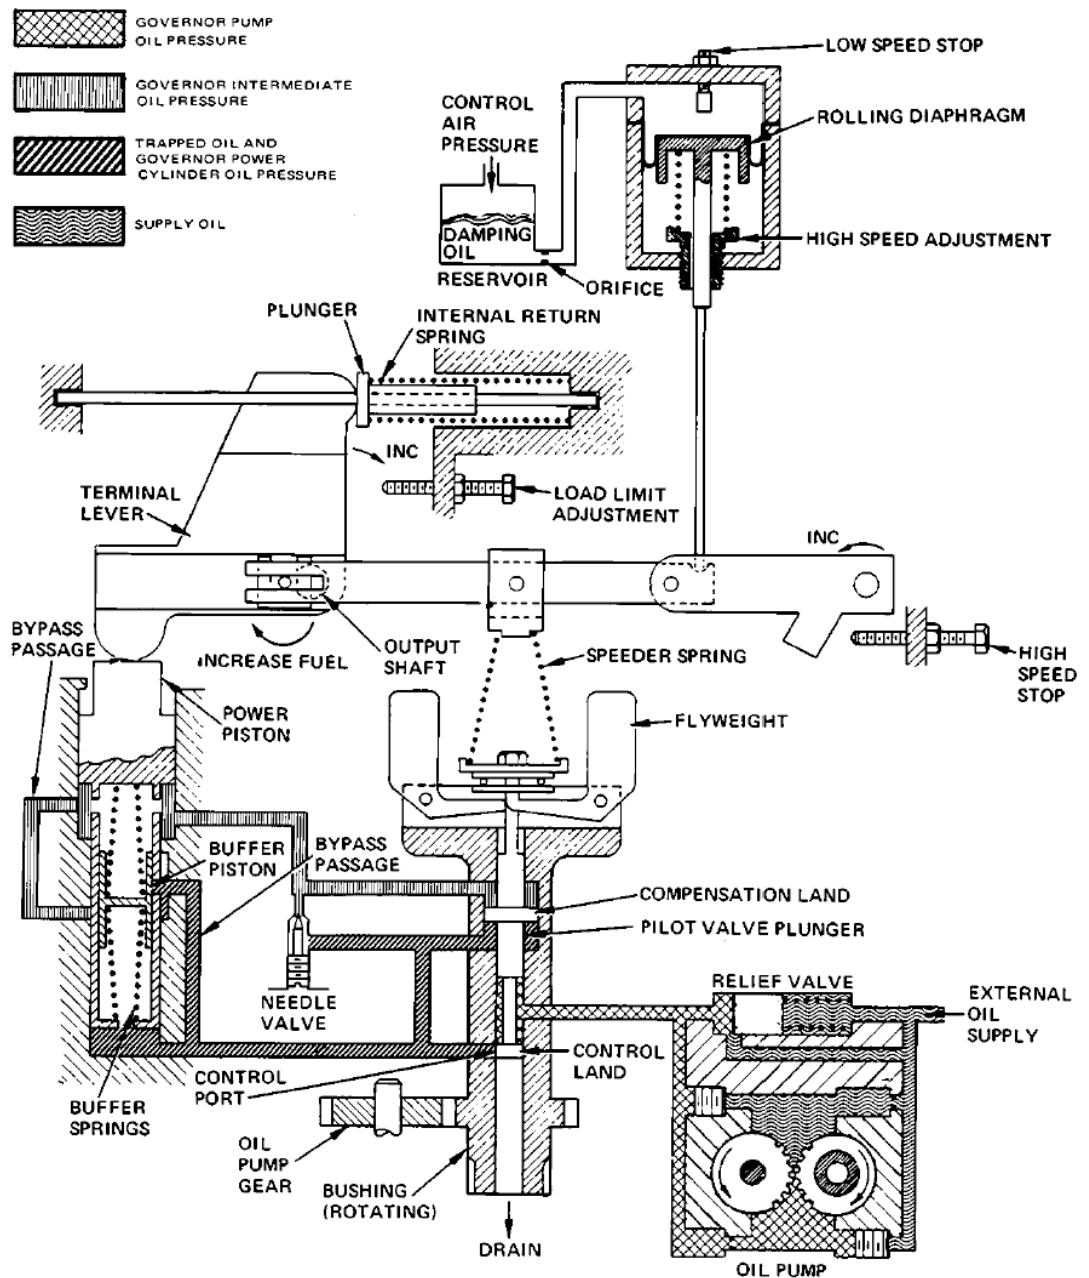 GOVERNOR PUMP
OIL PRESSURE
GOVERNOR INTERMEDIATE
OIL PRESSURE
TRAPPED OIL AND
GOVERNOR POWER
CYLINDER OIL PRESSURE
SUPPLY OIL
LOW SPEED STOP
CONTROL
AIR
PRESSURE
ROLLING DIAPHRAGM
DAMPING
OIL
HIGH SPEED ADJUSTMENT
RESERVOIR
ORIFICE
PLUNGER
INTERNAL RETURN
SPRING
INC
TERMINAL
LEVER
LOAD LIMIT
ADJUSTMENT
INC
BYPASS
PASSAGE
INCREASE FUEL
OUTPUT
SHAFT
SPEEDER SPRING
HIGH
SPEED
STOP
POWER
PISTON
FLYWEIGHT
BUFFER
PISTON
BYPASS
PASSAGE
COMPENSATION LAND
PILOT VALVE PLUNGER
RELIEF VALVE
EXTERNAL
OIL
SUPPLY
NEEDLE
VALVE
CONTROL
PORT
CONTROL
LAND
BUFFER
SPRINGS
OIL
PUMP
GEAR
BUSHING
(ROTATING)
DRAIN
OIL PUMP